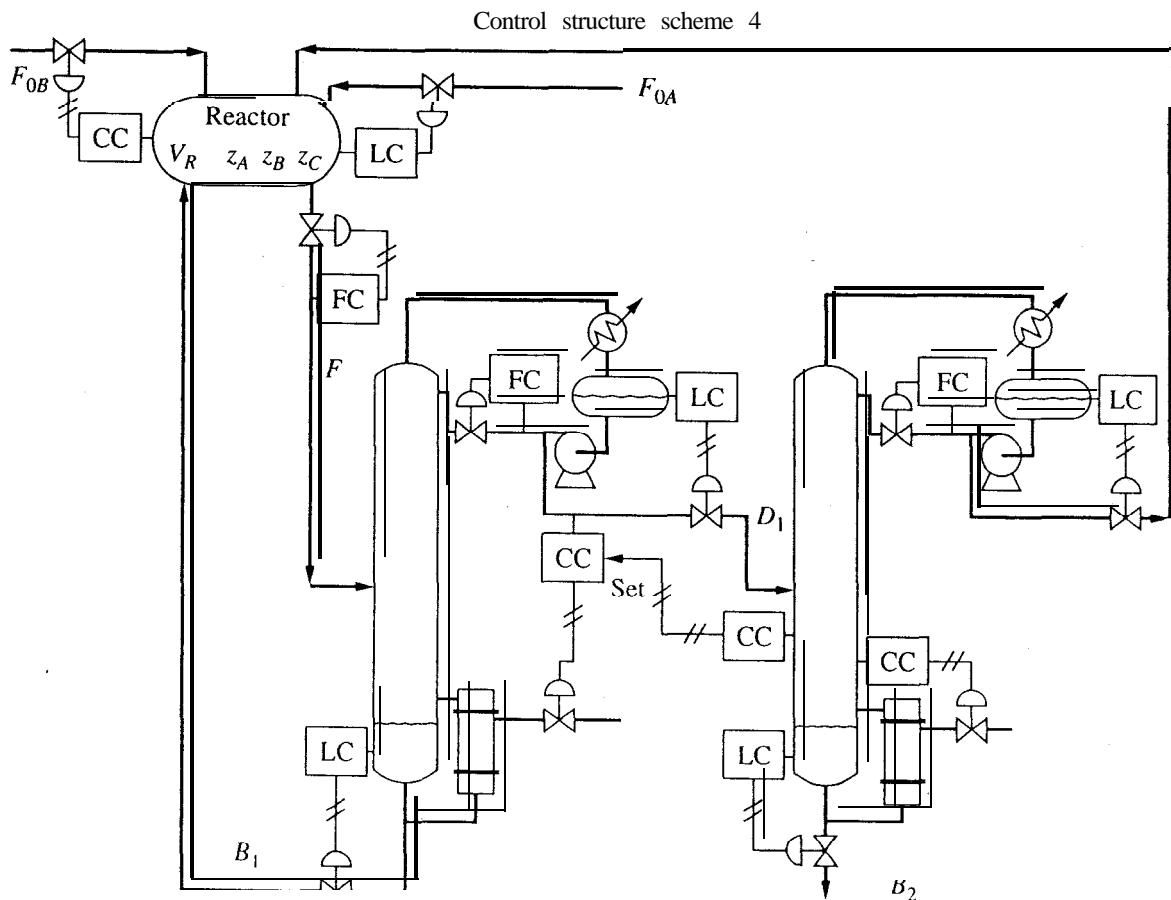 Control structure scheme 4
F0B
F0A
CC
Reactor
VR zA zB zC
LC
FC
F
FC
LC
FC
LC
D1
CC
Set
CC
CC
LC
LC
B1
B2